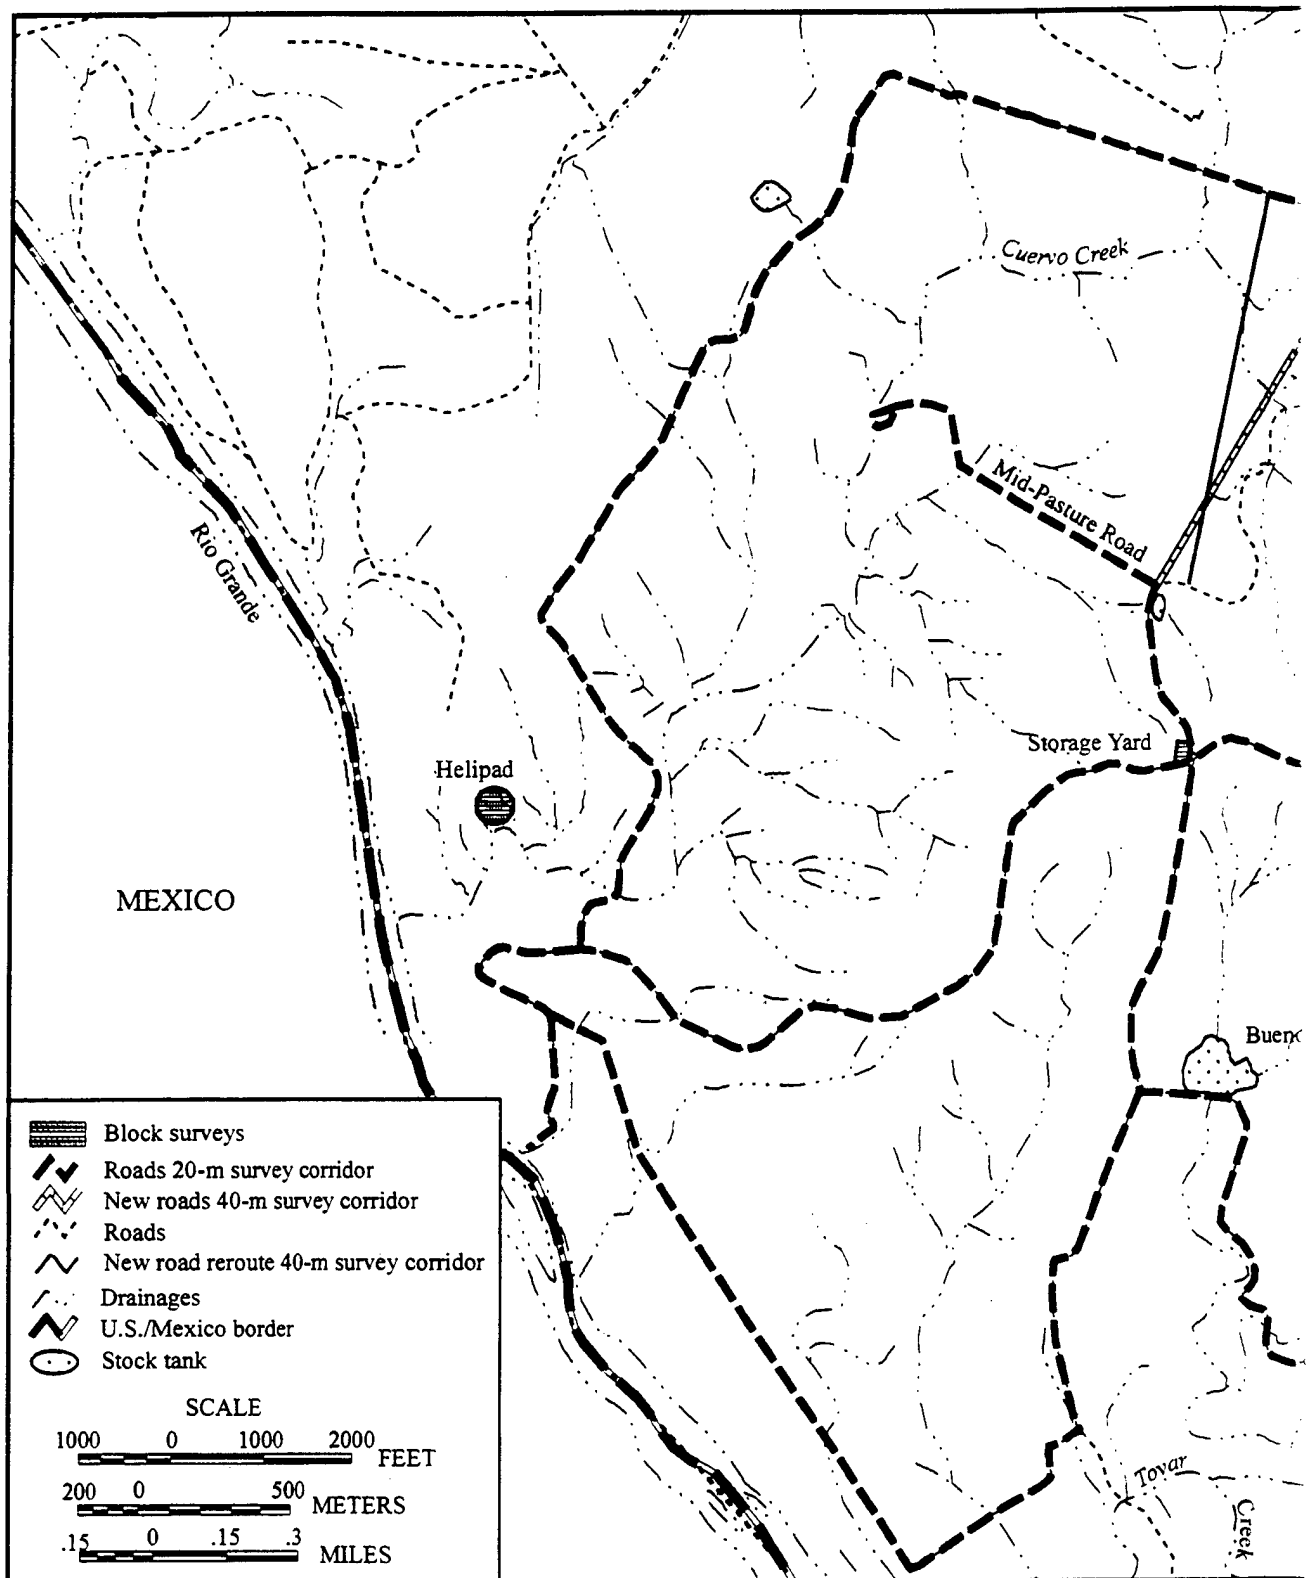 Cuervo Creek
Mid-Pasture Road
Rio Grande
Storage Yard
Helipad
MEXICO
Buen
Block surveys
Roads 20-m survey corridor
New roads 40-m survey corridor
Roads
New road reroute 40-m survey corridor
Drainages
U.S./Mexico border
Stock tank
SCALE
1000 0 1000 2000 FEET
200 0 500 METERS
.15 0 .15 .3 MILES
Tovar
Creek